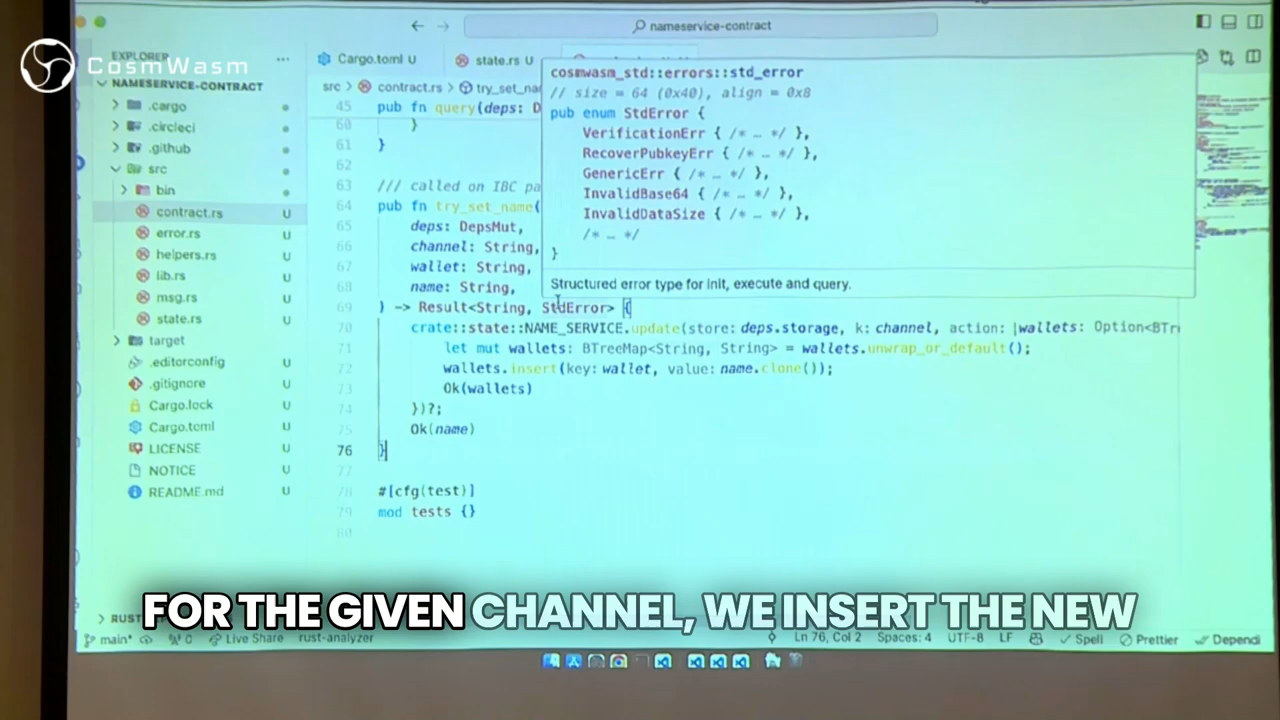 nameservice-contract
CosmWasm
EXPLORER
NAMESERVICE-CONTRACT
.cargo
.circleci
.github
src
bin
contract.rs U
error.rs U
helpers.rs U
lib.rs U
msg.rs U
state.rs U
target
.editorconfig U
.gitignore U
Cargo.lock U
Cargo.toml U
LICENSE U
NOTICE U
README.md U
Cargo.toml U
state.rs U
src > contract.rs > try_set_na
45 pub fn query(deps: D
60 }
61 }
62
63 /// called on IBC pa
64 pub fn try_set_name(
65 deps: DepsMut,
66 channel: String,
67 wallet: String,
68 name: String,
69 ) -> Result<String, StdError> {
70 crate::state::NAME_SERVICE.update(store: deps.storage, k: channel, action: |wallets: Option<BTr
71 let mut wallets: BTreeMap<String, String> = wallets.unwrap_or_default();
72 wallets.insert(key: wallet, value: name.clone());
73 Ok(wallets)
74 })?;
75 Ok(name)
76 }
77
78 #[cfg(test)]
79 mod tests {}
80
cosmwasm_std::errors::std_error
// size = 64 (0x40), align = 0x8
pub enum StdError {
VerificationErr { /* … */ },
RecoverPubkeyErr { /* … */ },
GenericErr { /* … */ },
InvalidBase64 { /* … */ },
InvalidDataSize { /* … */ },
/* … */
}
Structured error type for init, execute and query.
FOR THE GIVEN CHANNEL, WE INSERT THE NEW
RUST
main* 0 Live Share rust-analyzer Ln 76, Col 2 Spaces: 4 UTF-8 LF Spell Prettier Dependi